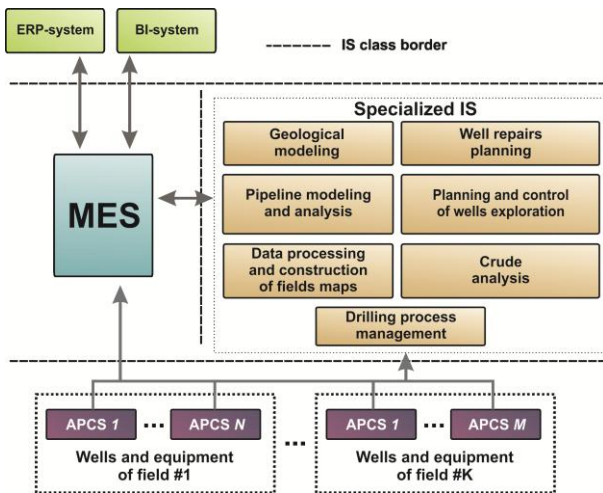 ERP-system
BI-system
IS class border
Specialized IS
Geological
modeling
Well repairs
planning
MES
Pipeline modeling
and analysis
Planning and control
of wells exploration
Data processing
and construction
of fields maps
Crude
analysis
Drilling process
management
APCS 1
...
APCS N
APCS 1
...
APCS M
Wells and equipment
of field #1
...
Wells and equipment
of field #K